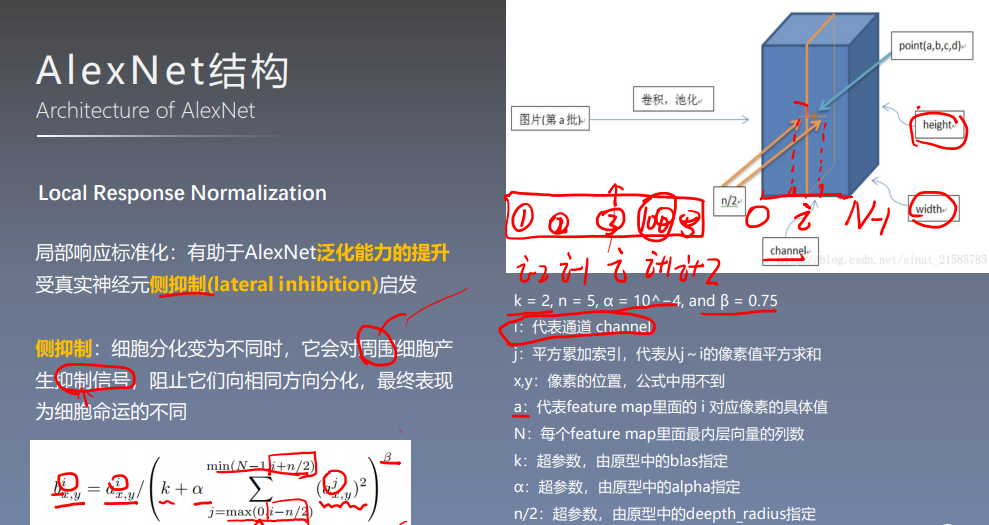 AlexNet结构
Architecture of AlexNet
Local Response Normalization
局部响应标准化：有助于AlexNet泛化能力的提升
受真实神经元侧抑制(lateral inhibition)启发
侧抑制：细胞分化变为不同时，它会对周围细胞产
生抑制信号，阻止它们向相同方向分化，最终表现
为细胞命运的不同
b^i_{x,y} = a^i_{x,y} / ( k + α ∑_{j=max(0,i−n/2)}^{min(N−1,i+n/2)} (a^j_{x,y})^2 )^β
point(a,b,c,d)
卷积，池化
图片(第 a 批)
height
n/2
width
channel
0 i N-1
① ② ③ 100
i-2 i-1 i i+1 i+2
blog.csdn.net/sinat_21585785
k = 2, n = 5, α = 10^−4, and β = 0.75
i：代表通道 channel
j：平方累加索引，代表从j～i的像素值平方求和
x,y：像素的位置，公式中用不到
a：代表feature map里面的 i 对应像素的具体值
N：每个feature map里面最内层向量的列数
k：超参数，由原型中的blas指定
α：超参数，由原型中的alpha指定
n/2：超参数，由原型中的deepth_radius指定